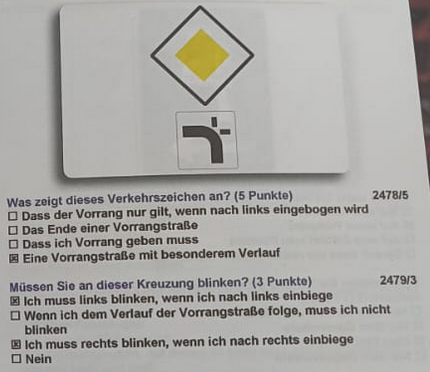 Was zeigt dieses Verkehrszeichen an? (5 Punkte) 2478/5
☐ Dass der Vorrang nur gilt, wenn nach links eingebogen wird
☐ Das Ende einer Vorrangstraße
☐ Dass ich Vorrang geben muss
☒ Eine Vorrangstraße mit besonderem Verlauf
Müssen Sie an dieser Kreuzung blinken? (3 Punkte) 2479/3
☒ Ich muss links blinken, wenn ich nach links einbiege
☐ Wenn ich dem Verlauf der Vorrangstraße folge, muss ich nicht
blinken
☒ Ich muss rechts blinken, wenn ich nach rechts einbiege
☐ Nein